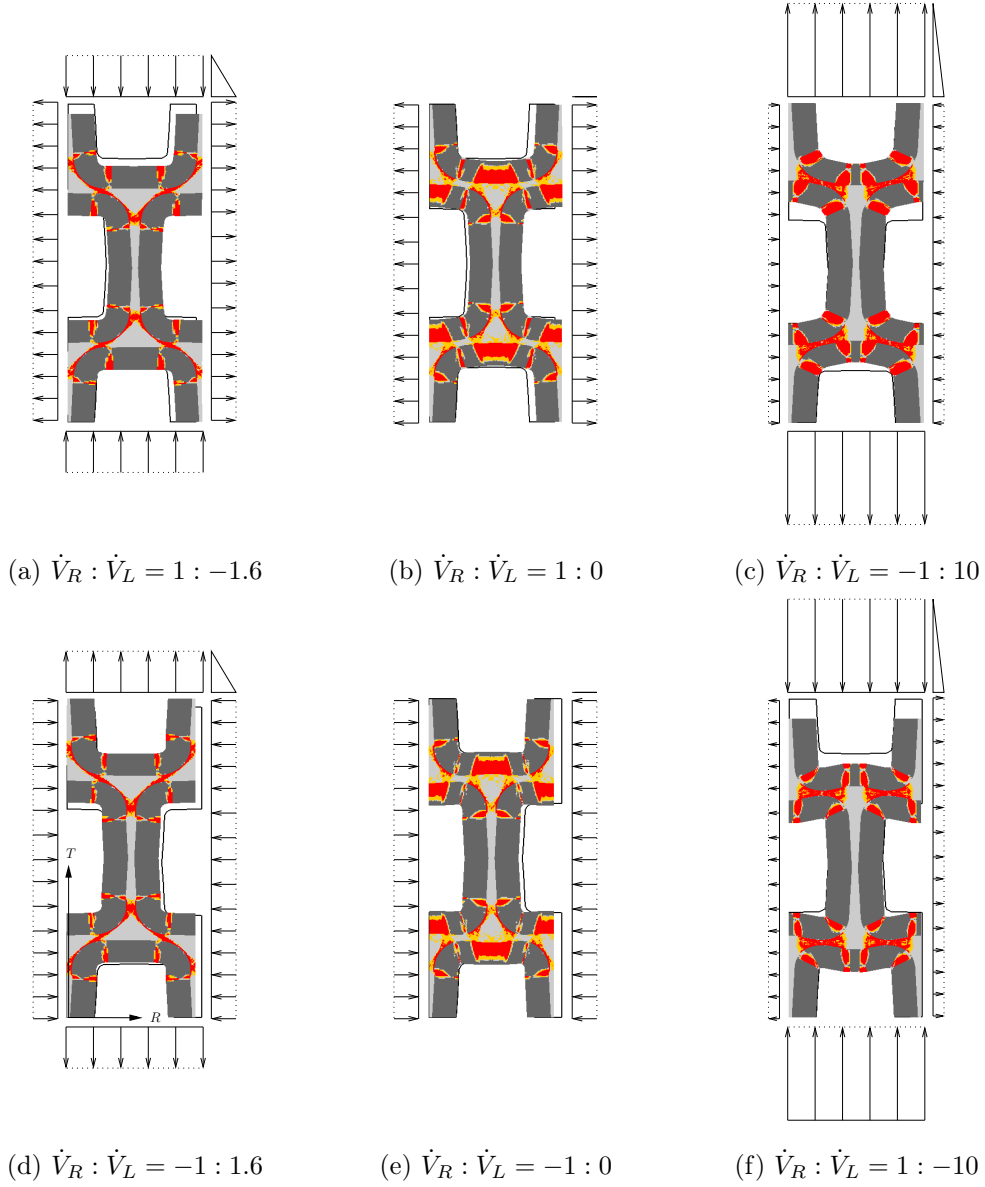 (a) V̇_R : V̇_L = 1 : −1.6
(b) V̇_R : V̇_L = 1 : 0
(c) V̇_R : V̇_L = −1 : 10
T
R
(d) V̇_R : V̇_L = −1 : 1.6
(e) V̇_R : V̇_L = −1 : 0
(f) V̇_R : V̇_L = 1 : −10